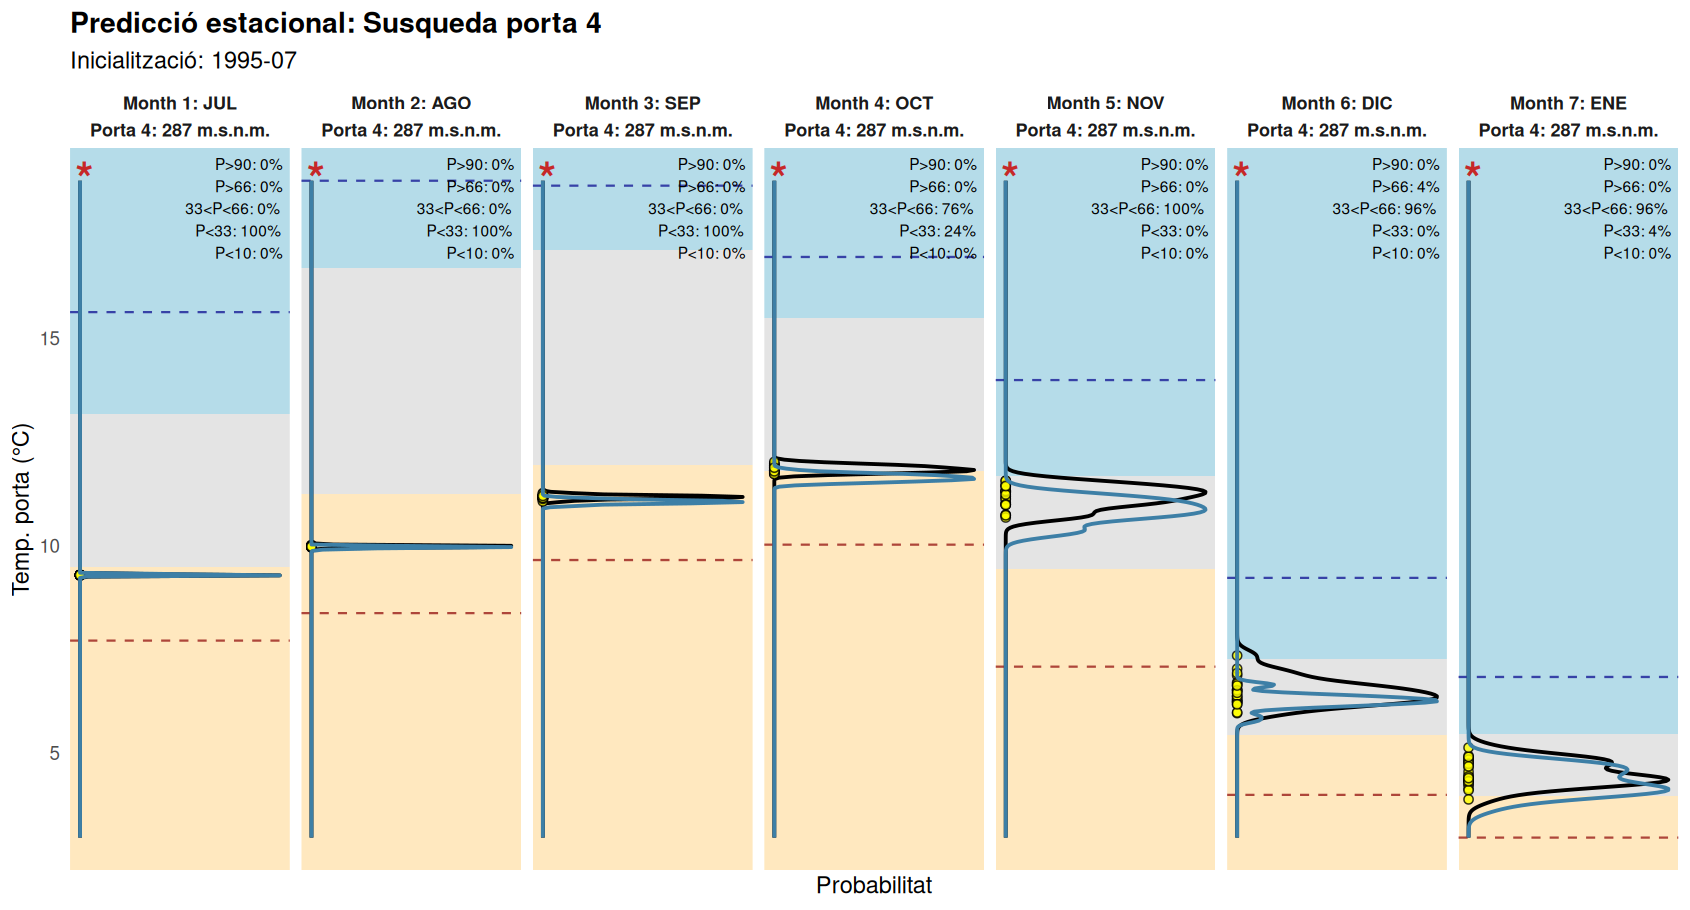 Predicció estacional: Susqueda porta 4
Inicialització: 1995-07
Month 1: JUL
Porta 4: 287 m.s.n.m.
Month 2: AGO
Porta 4: 287 m.s.n.m.
Month 3: SEP
Porta 4: 287 m.s.n.m.
Month 4: OCT
Porta 4: 287 m.s.n.m.
Month 5: NOV
Porta 4: 287 m.s.n.m.
Month 6: DIC
Porta 4: 287 m.s.n.m.
Month 7: ENE
Porta 4: 287 m.s.n.m.
*
P>90: 0%
P>66: 0%
33<P<66: 0%
P<33: 100%
P<10: 0%
*
P>90: 0%
P>66: 0%
33<P<66: 0%
P<33: 100%
P<10: 0%
*
P>90: 0%
P>66: 0%
33<P<66: 0%
P<33: 100%
P<10: 0%
*
P>90: 0%
P>66: 0%
33<P<66: 76%
P<33: 24%
P<10: 0%
*
P>90: 0%
P>66: 0%
33<P<66: 100%
P<33: 0%
P<10: 0%
*
P>90: 0%
P>66: 4%
33<P<66: 96%
P<33: 0%
P<10: 0%
*
P>90: 0%
P>66: 0%
33<P<66: 96%
P<33: 4%
P<10: 0%
15
10
5
Temp. porta (°C)
Probabilitat